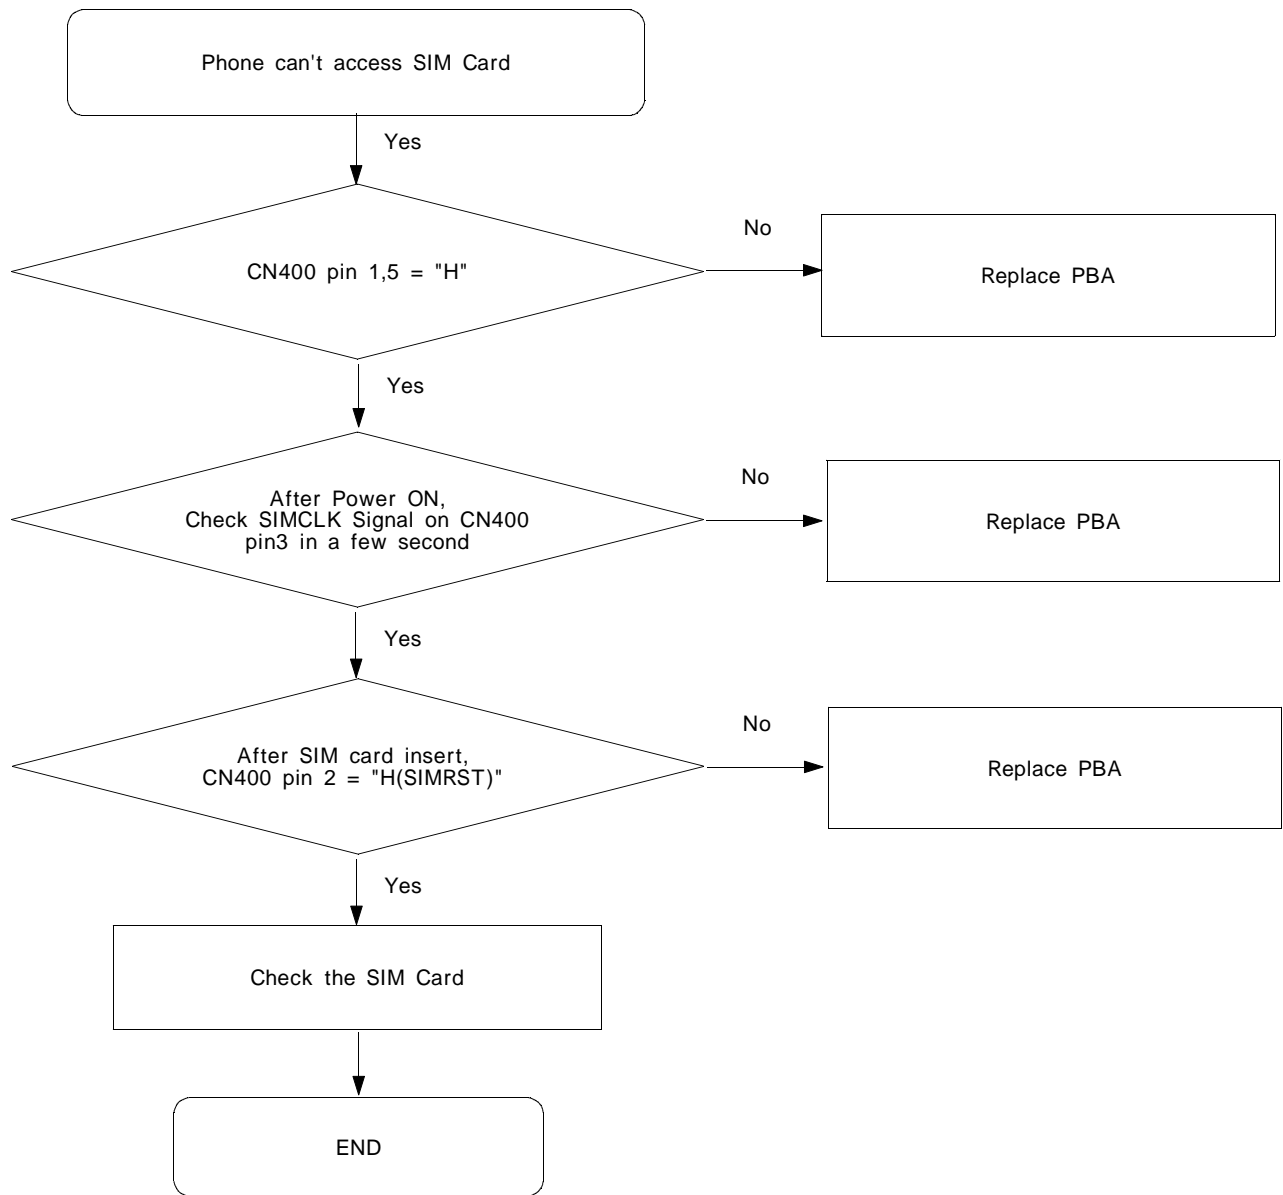 Phone can't access SIM Card
Yes
CN400 pin 1,5 = "H"
No
Replace PBA
Yes
After Power ON,
Check SIMCLK Signal on CN400
pin3 in a few second
No
Replace PBA
Yes
After SIM card insert,
CN400 pin 2 = "H(SIMRST)"
No
Replace PBA
Yes
Check the SIM Card
END